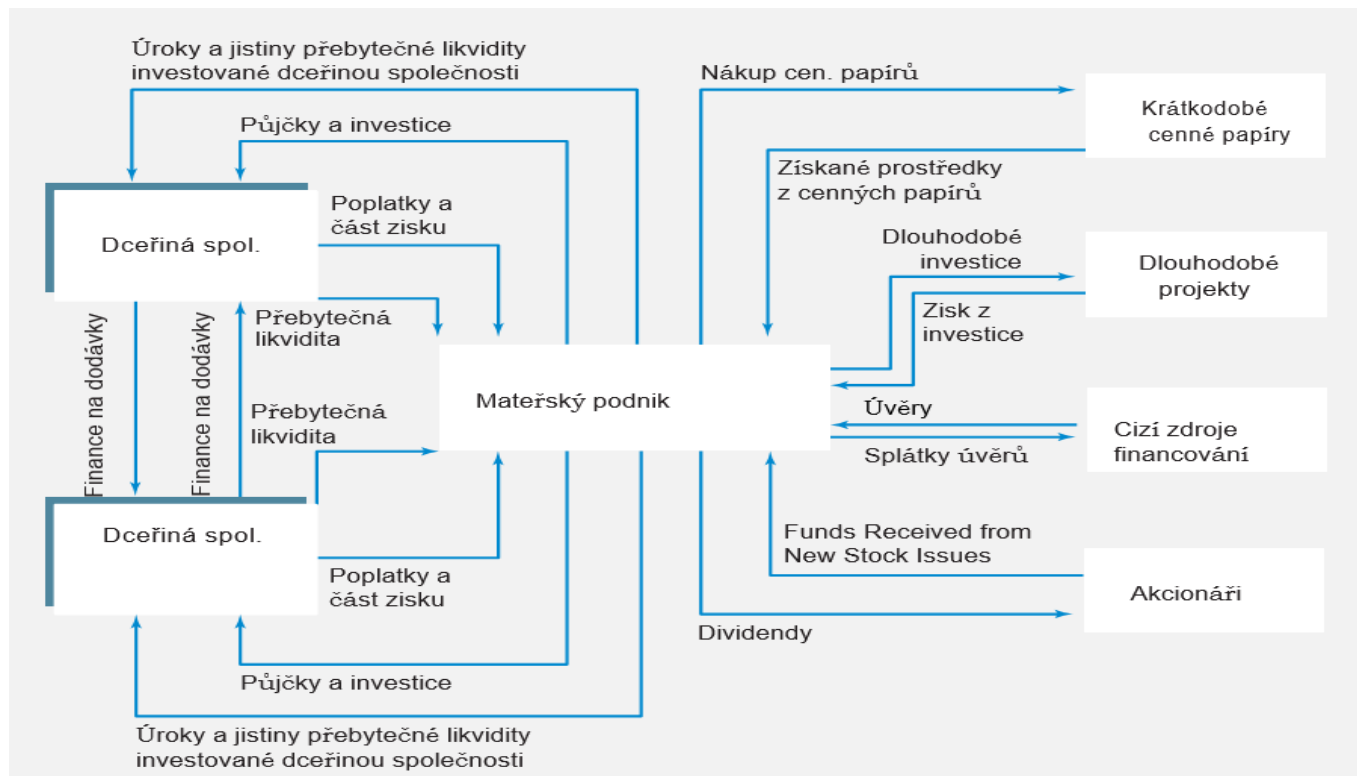 Úroky a jistiny přebytečné likvidity
investované dceřinou společnosti
Půjčky a investice
Dceřiná spol.
Poplatky a
část zisku
Přebytečná
likvidita
Finance na dodávky
Finance na dodávky
Přebytečná
likvidita
Dceřiná spol.
Poplatky a
část zisku
Půjčky a investice
Úroky a jistiny přebytečné likvidity
investované dceřinou společnosti
Mateřský podnik
Nákup cen. papírů
Krátkodobé
cenné papíry
Získané prostředky
z cenných papírů
Dlouhodobé
investice
Dlouhodobé
projekty
Zisk z
investice
Úvěry
Splátky úvěrů
Cizí zdroje
financování
Funds Received from
New Stock Issues
Akcionáři
Dividendy